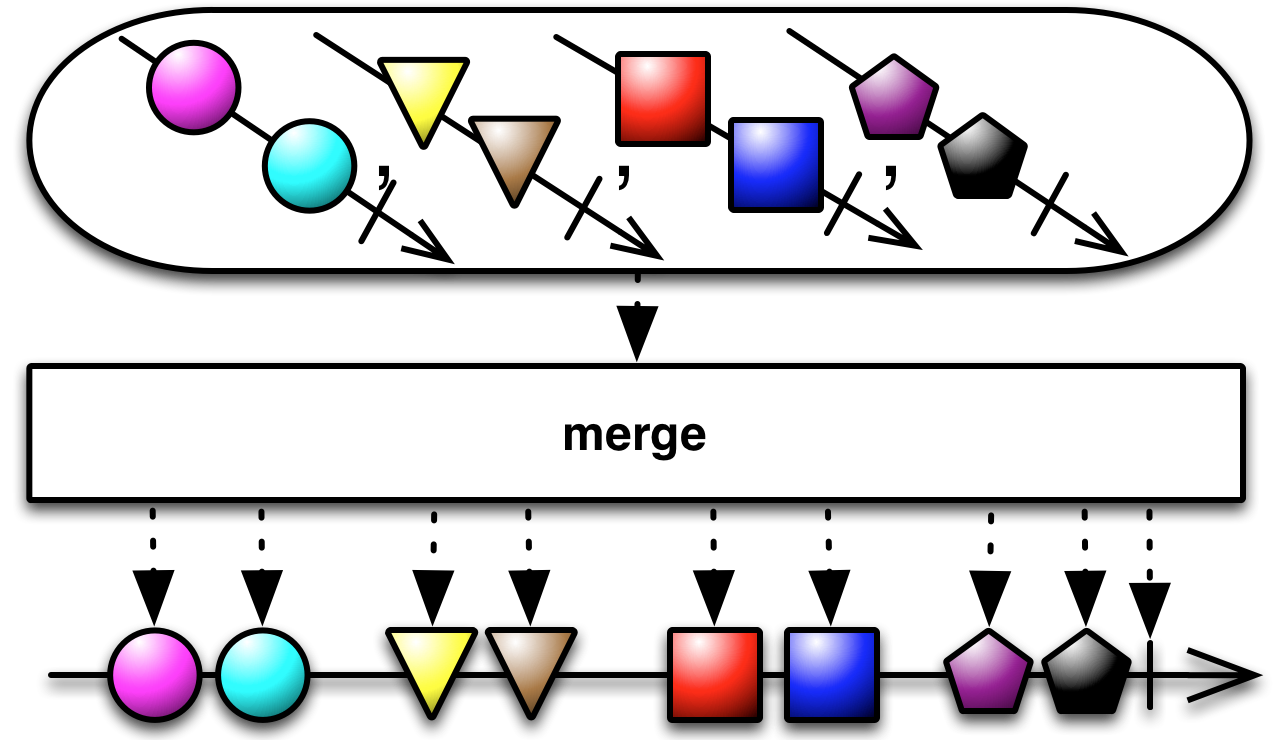 , , ,
merge